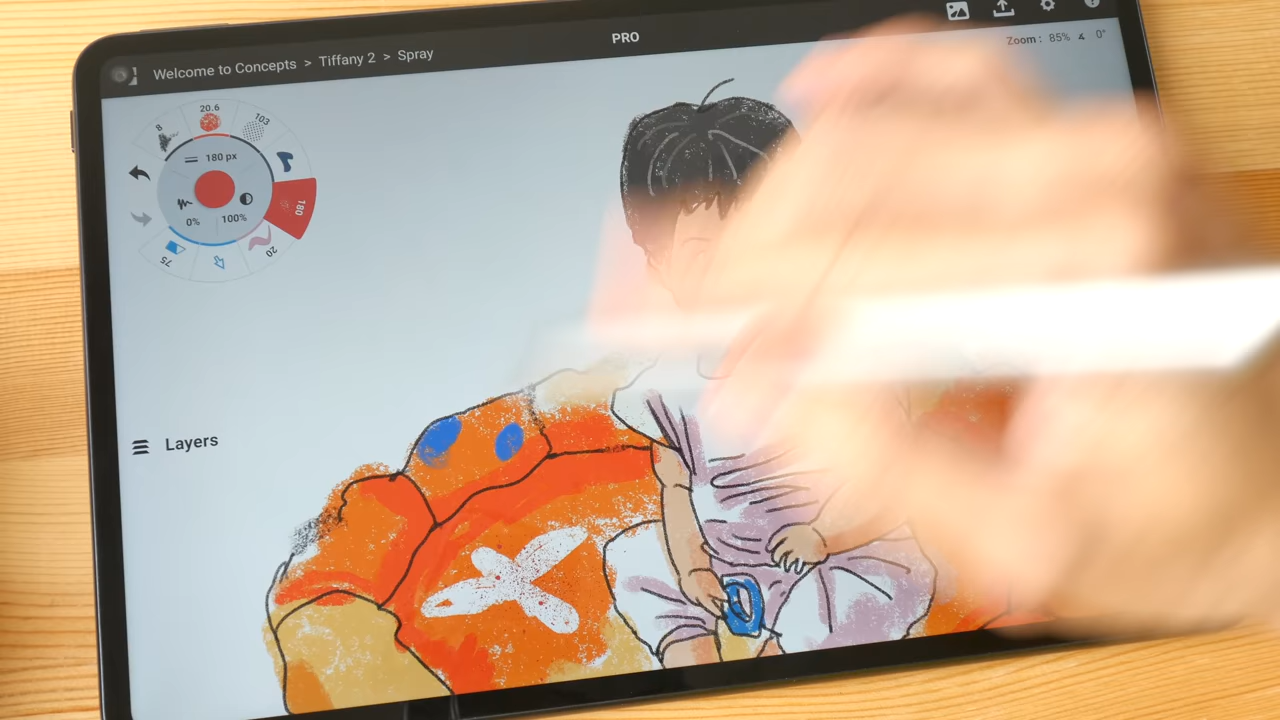 Welcome to Concepts > Tiffany 2 > Spray
PRO
Zoom : 85% 0°
20.6
8
103
180 px
180
0%
100%
75
20
Layers